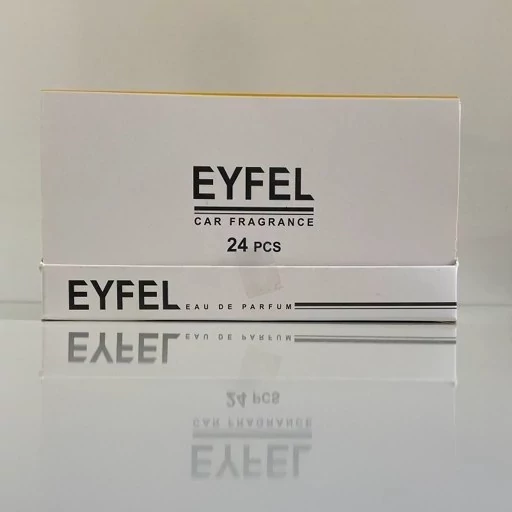 EYFEL
CAR FRAGRANCE
24 PCS
EYFEL EAU DE PARFUM